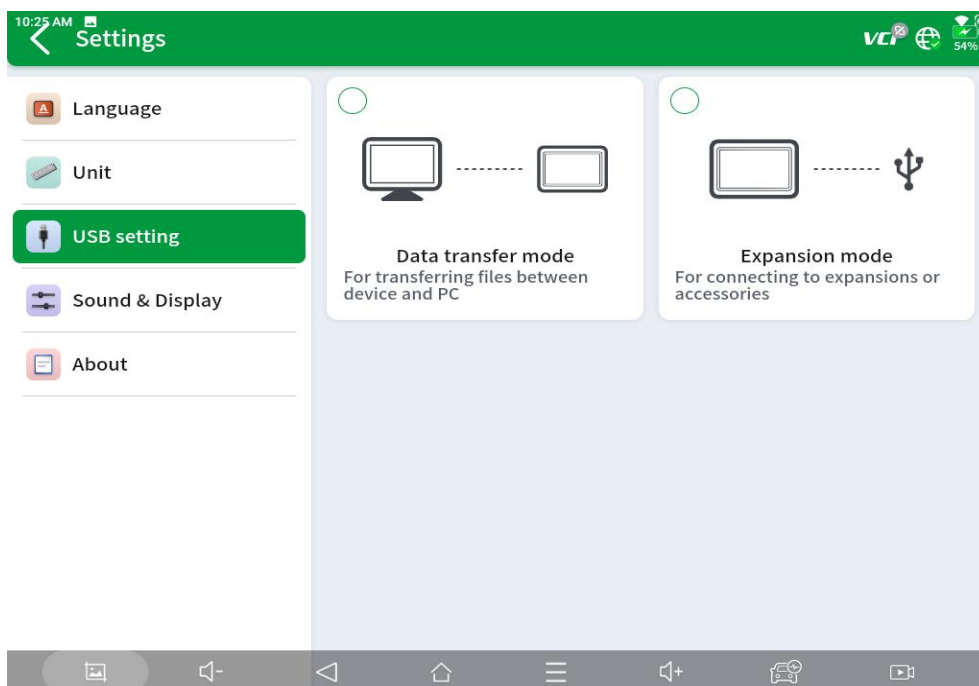 10:25 AM
Settings
VCI
54%
Language
Unit
USB setting
Sound & Display
About
Data transfer mode
For transferring files between
device and PC
Expansion mode
For connecting to expansions or
accessories